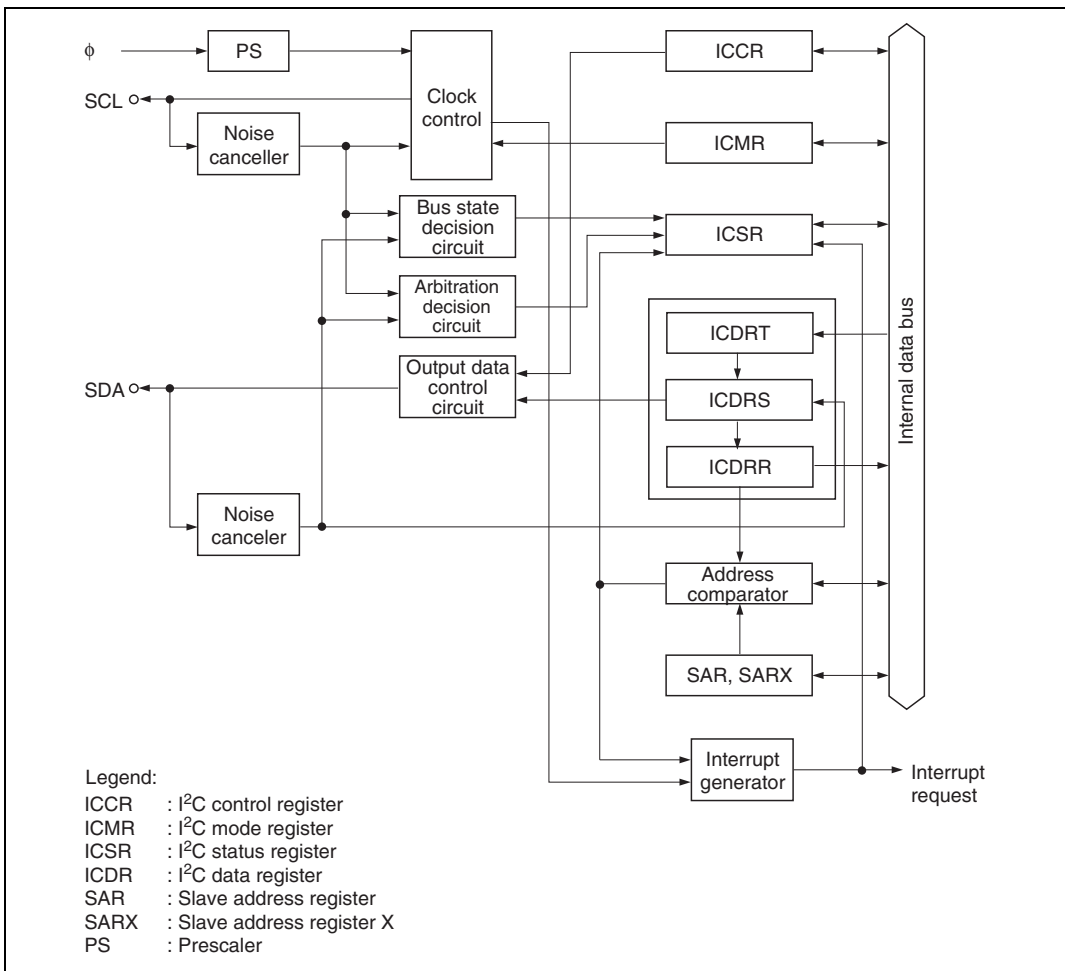 ϕ
PS
Clock
control
ICCR
SCL
Noise
canceller
ICMR
Bus state
decision
circuit
ICSR
Arbitration
decision
circuit
ICDRT
Output data
control
circuit
SDA
ICDRS
ICDRR
Internal data bus
Noise
canceler
Address
comparator
SAR, SARX
Interrupt
generator
Interrupt
request
Legend:
ICCR : I²C control register
ICMR : I²C mode register
ICSR : I²C status register
ICDR : I²C data register
SAR : Slave address register
SARX : Slave address register X
PS : Prescaler